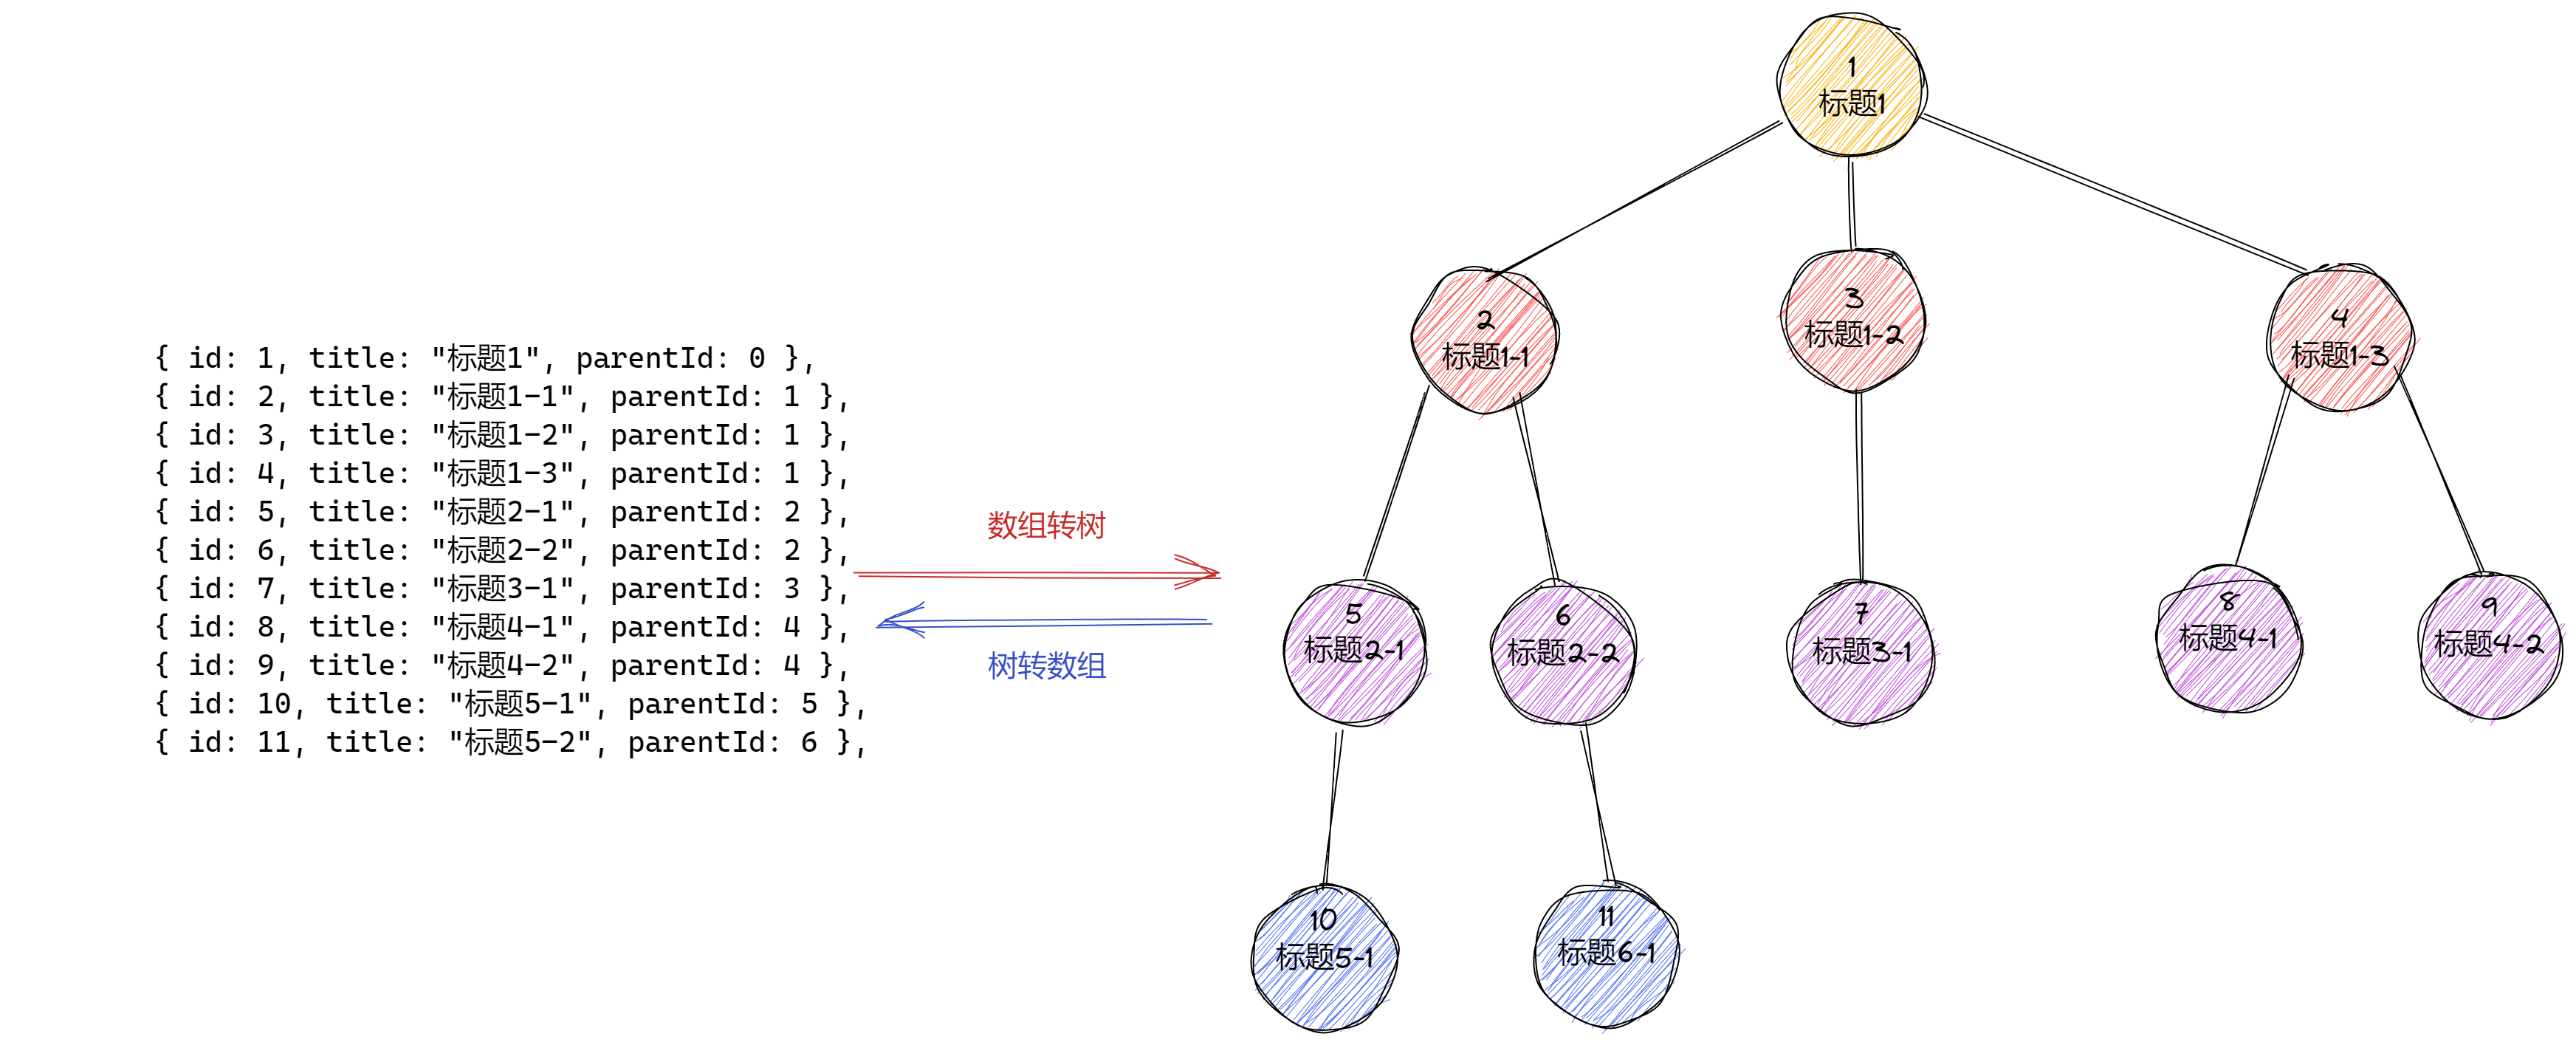 { id: 1, title: "标题1", parentId: 0 },
{ id: 2, title: "标题1-1", parentId: 1 },
{ id: 3, title: "标题1-2", parentId: 1 },
{ id: 4, title: "标题1-3", parentId: 1 },
{ id: 5, title: "标题2-1", parentId: 2 },
{ id: 6, title: "标题2-2", parentId: 2 },
{ id: 7, title: "标题3-1", parentId: 3 },
{ id: 8, title: "标题4-1", parentId: 4 },
{ id: 9, title: "标题4-2", parentId: 4 },
{ id: 10, title: "标题5-1", parentId: 5 },
{ id: 11, title: "标题5-2", parentId: 6 },
数组转树
树转数组
1
标题1
2
标题1-1
3
标题1-2
4
标题1-3
5
标题2-1
6
标题2-2
7
标题3-1
8
标题4-1
9
标题4-2
10
标题5-1
11
标题6-1